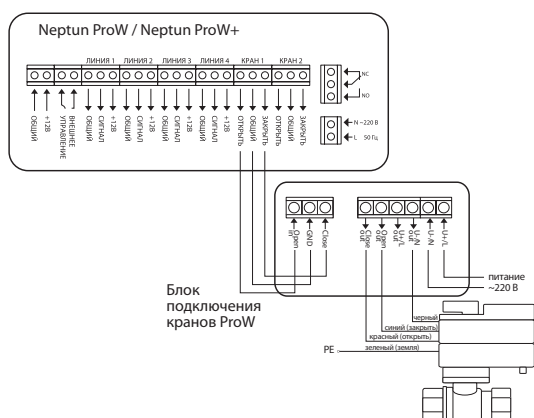 Neptun ProW / Neptun ProW+
ЛИНИЯ 1 ЛИНИЯ 2 ЛИНИЯ 3 ЛИНИЯ 4 КРАН 1 КРАН 2
ОБЩИЙ
+12В
ВНЕШНЕЕ
УПРАВЛЕНИЕ
ОБЩИЙ
СИГНАЛ
+12В
ОБЩИЙ
СИГНАЛ
+12В
ОБЩИЙ
СИГНАЛ
+12В
ОБЩИЙ
СИГНАЛ
+12В
ОТКРЫТЬ
ОБЩИЙ
ЗАКРЫТЬ
ОТКРЫТЬ
ОБЩИЙ
ЗАКРЫТЬ
NC
NO
N ~220 В
L 50 Гц
Open in
GND
Close
Close out
Open out
U+/L out
U-/N out
U-/N
U+/L
Блок
подключения
кранов ProW
питание
~220 В
черный
синий (закрыть)
красный (открыть)
зеленый (земля)
PE